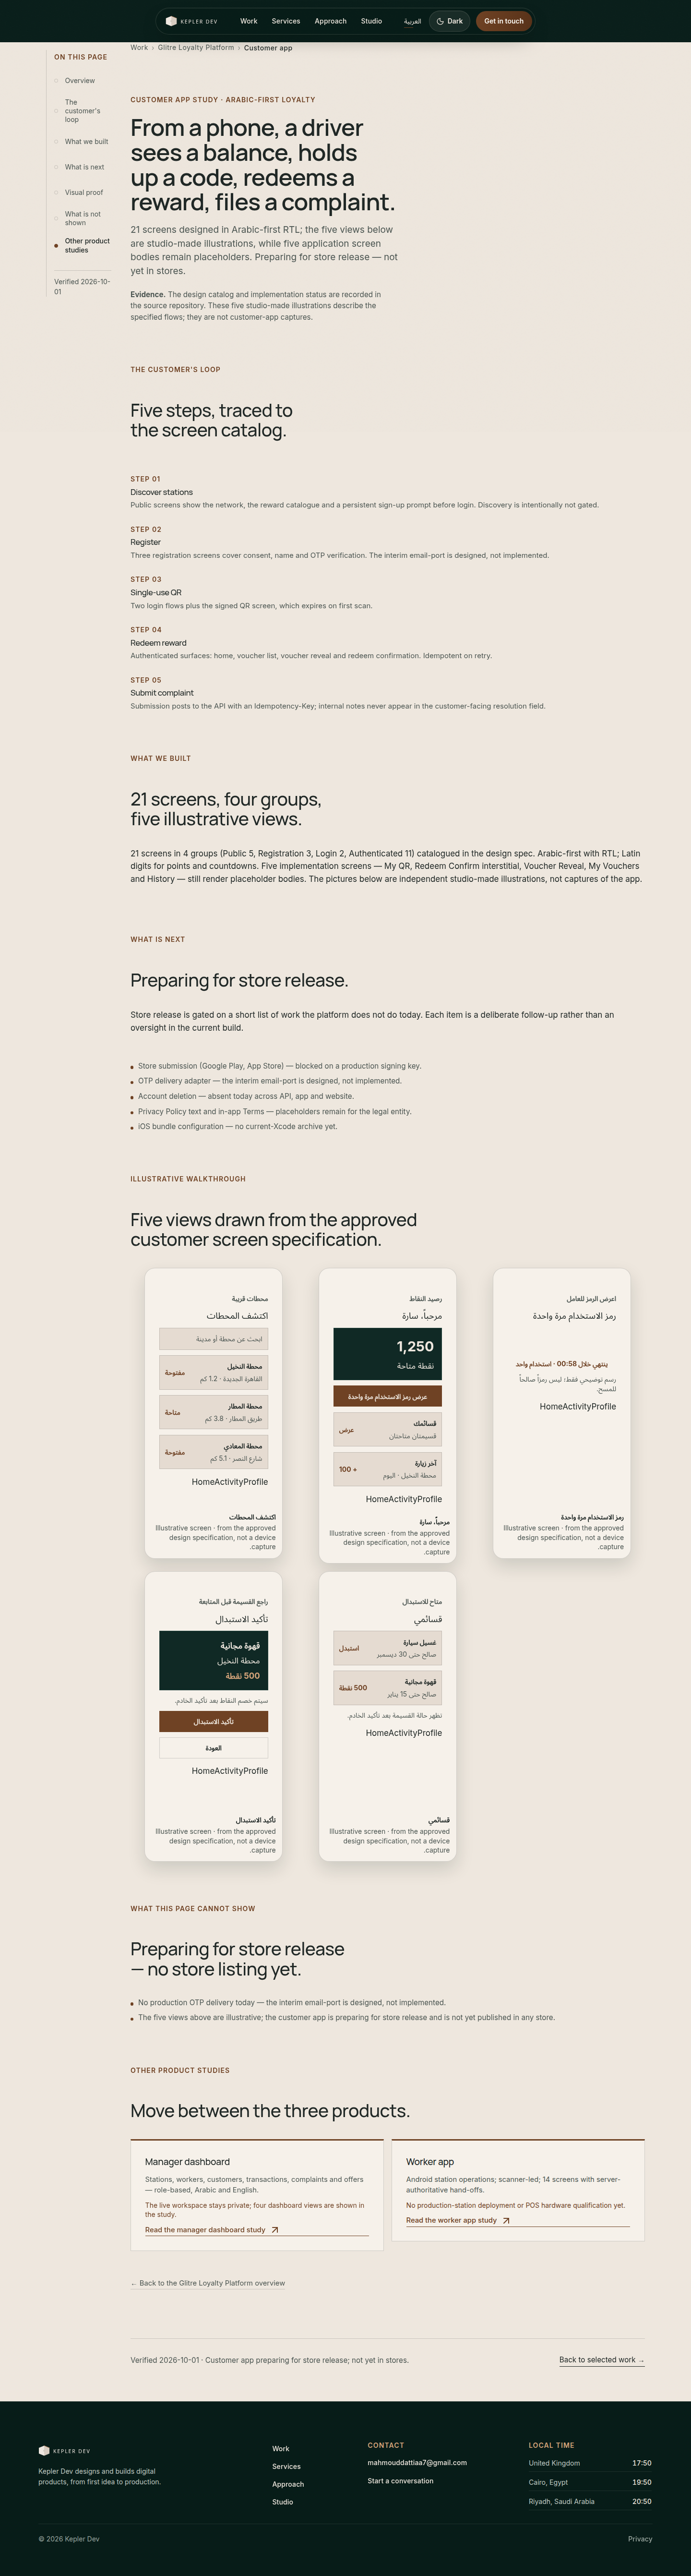 KEPLER DEV
Work
Services
Approach
Studio
العربية
Dark
Get in touch
Work › Glitre Loyalty Platform › Customer app
ON THIS PAGE
Overview
The
customer's
loop
What we built
What is next
Visual proof
What is not
shown
Other product
studies
Verified 2026-10-
01
CUSTOMER APP STUDY · ARABIC-FIRST LOYALTY
From a phone, a driver
sees a balance, holds
up a code, redeems a
reward, files a complaint.
21 screens designed in Arabic-first RTL; the five views below
are studio-made illustrations, while five application screen
bodies remain placeholders. Preparing for store release — not
yet in stores.
Evidence. The design catalog and implementation status are recorded in
the source repository. These five studio-made illustrations describe the
specified flows; they are not customer-app captures.
THE CUSTOMER'S LOOP
Five steps, traced to
the screen catalog.
STEP 01
Discover stations
Public screens show the network, the reward catalogue and a persistent sign-up prompt before login. Discovery is intentionally not gated.
STEP 02
Register
Three registration screens cover consent, name and OTP verification. The interim email-port is designed, not implemented.
STEP 03
Single-use QR
Two login flows plus the signed QR screen, which expires on first scan.
STEP 04
Redeem reward
Authenticated surfaces: home, voucher list, voucher reveal and redeem confirmation. Idempotent on retry.
STEP 05
Submit complaint
Submission posts to the API with an Idempotency-Key; internal notes never appear in the customer-facing resolution field.
WHAT WE BUILT
21 screens, four groups,
five illustrative views.
21 screens in 4 groups (Public 5, Registration 3, Login 2, Authenticated 11) catalogued in the design spec. Arabic-first with RTL; Latin
digits for points and countdowns. Five implementation screens — My QR, Redeem Confirm interstitial, Voucher Reveal, My Vouchers
and History — still render placeholder bodies. The pictures below are independent studio-made illustrations, not captures of the app.
WHAT IS NEXT
Preparing for store release.
Store release is gated on a short list of work the platform does not do today. Each item is a deliberate follow-up rather than an
oversight in the current build.
Store submission (Google Play, App Store) — blocked on a production signing key.
OTP delivery adapter — the interim email-port is designed, not implemented.
Account deletion — absent today across API, app and website.
Privacy Policy text and in-app Terms — placeholders remain for the legal entity.
iOS bundle configuration — no current-Xcode archive yet.
ILLUSTRATIVE WALKTHROUGH
Five views drawn from the approved
customer screen specification.
محطات قريبة
اكتشف المحطات
ابحث عن محطة أو مدينة
محطة النخيل
القاهرة الجديدة · 1.2 كم
مفتوحة
محطة المطار
طريق المطار · 3.8 كم
متاحة
محطة المعادي
شارع النصر · 5.1 كم
مفتوحة
HomeActivityProfile
اكتشف المحطات
Illustrative screen · from the approved
design specification, not a device
.capture
رصيد النقاط
مرحباً، سارة
1,250
نقطة متاحة
عرض رمز الاستخدام مرة واحدة
قسائمك
قسيمتان متاحتان
عرض
آخر زيارة
محطة النخيل · اليوم
+ 100
HomeActivityProfile
مرحباً، سارة
Illustrative screen · from the approved
design specification, not a device
.capture
اعرض الرمز للعامل
رمز الاستخدام مرة واحدة
ينتهي خلال 00:58 · استخدام واحد
رسم توضيحي فقط؛ ليس رمزاً صالحاً
للمسح.
HomeActivityProfile
رمز الاستخدام مرة واحدة
Illustrative screen · from the approved
design specification, not a device
.capture
راجع القسيمة قبل المتابعة
تأكيد الاستبدال
قهوة مجانية
محطة النخيل
500 نقطة
سيتم خصم النقاط بعد تأكيد الخادم.
تأكيد الاستبدال
العودة
HomeActivityProfile
تأكيد الاستبدال
Illustrative screen · from the approved
design specification, not a device
.capture
متاح للاستبدال
قسائمي
غسيل سيارة
صالح حتى 30 ديسمبر
استبدل
قهوة مجانية
صالح حتى 15 يناير
500 نقطة
تظهر حالة القسيمة بعد تأكيد الخادم.
HomeActivityProfile
قسائمي
Illustrative screen · from the approved
design specification, not a device
.capture
WHAT THIS PAGE CANNOT SHOW
Preparing for store release
— no store listing yet.
No production OTP delivery today — the interim email-port is designed, not implemented.
The five views above are illustrative; the customer app is preparing for store release and is not yet published in any store.
OTHER PRODUCT STUDIES
Move between the three products.
Manager dashboard
Stations, workers, customers, transactions, complaints and offers
— role-based, Arabic and English.
The live workspace stays private; four dashboard views are shown in
the study.
Read the manager dashboard study
Worker app
Android station operations; scanner-led; 14 screens with server-
authoritative hand-offs.
No production-station deployment or POS hardware qualification yet.
Read the worker app study
← Back to the Glitre Loyalty Platform overview
Verified 2026-10-01 · Customer app preparing for store release; not yet in stores.
Back to selected work →
KEPLER DEV
Kepler Dev designs and builds digital
products, from first idea to production.
Work
Services
Approach
Studio
CONTACT
mahmouddattiaa7@gmail.com
Start a conversation
LOCAL TIME
United Kingdom 17:50
Cairo, Egypt 19:50
Riyadh, Saudi Arabia 20:50
© 2026 Kepler Dev
Privacy